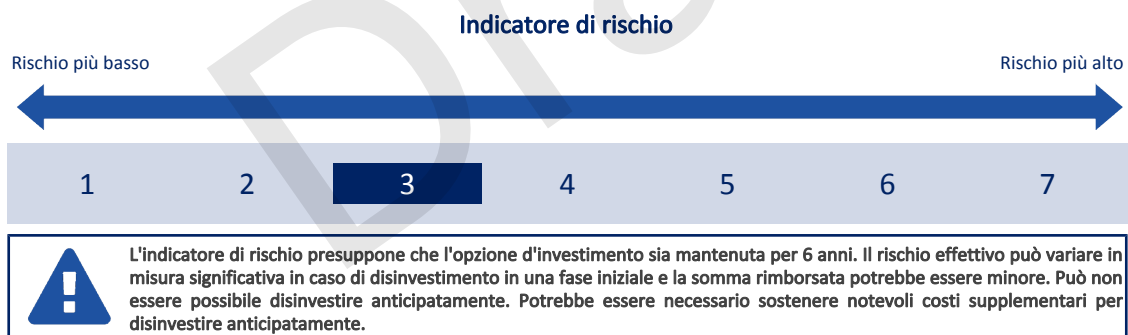 Indicatore di rischio
Rischio più basso
Rischio più alto
1 2 3 4 5 6 7
L'indicatore di rischio presuppone che l'opzione d'investimento sia mantenuta per 6 anni. Il rischio effettivo può variare in
misura significativa in caso di disinvestimento in una fase iniziale e la somma rimborsata potrebbe essere minore. Può non
essere possibile disinvestire anticipatamente. Potrebbe essere necessario sostenere notevoli costi supplementari per
disinvestire anticipatamente.